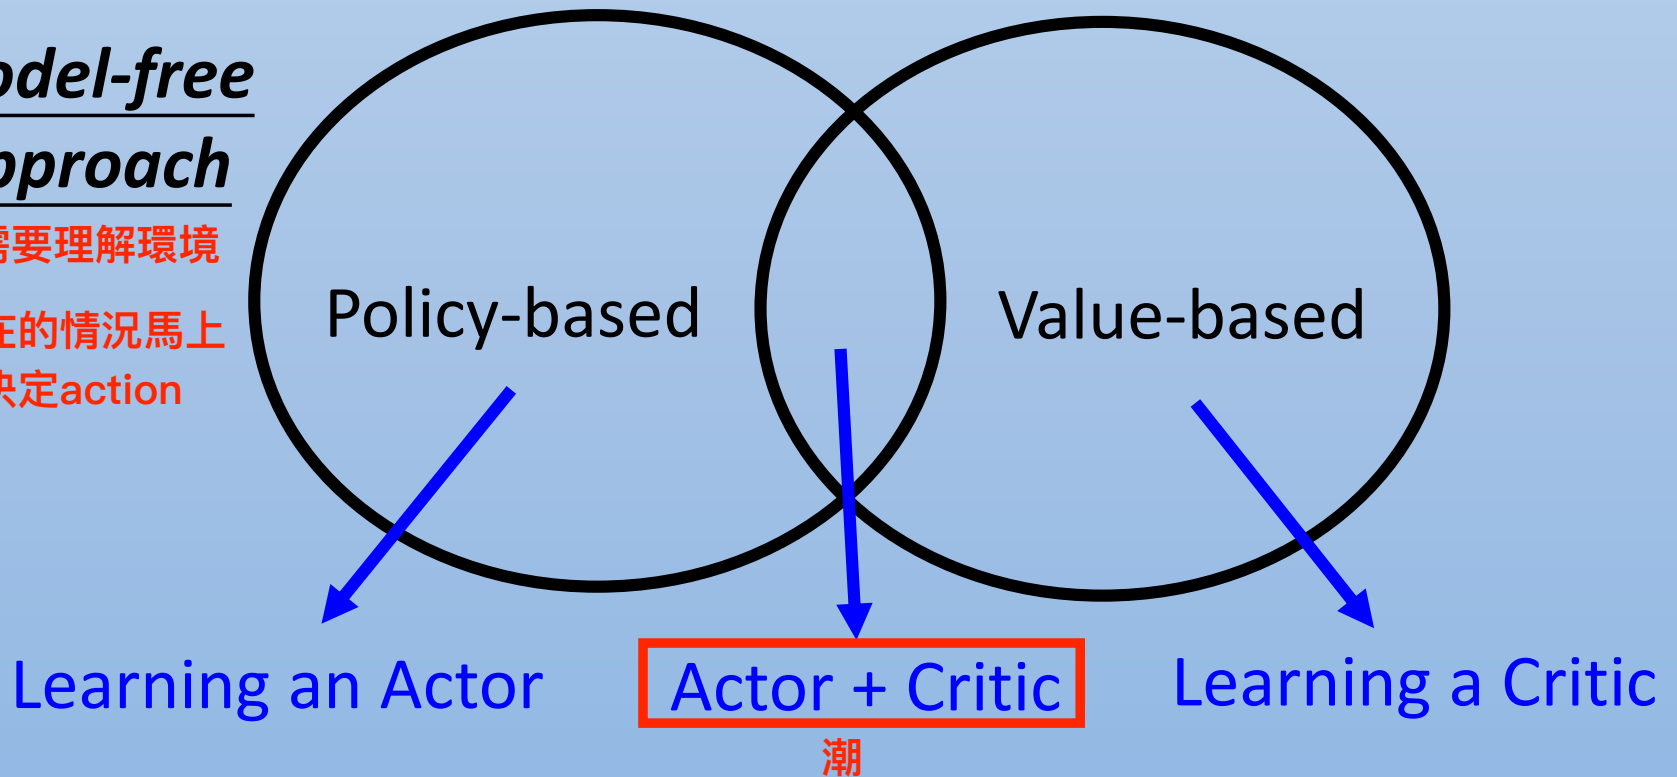 odel-free
pproach
需要理解環境
在的情況馬上
決定action
Policy-based
Value-based
Learning an Actor
Actor + Critic
Learning a Critic
潮